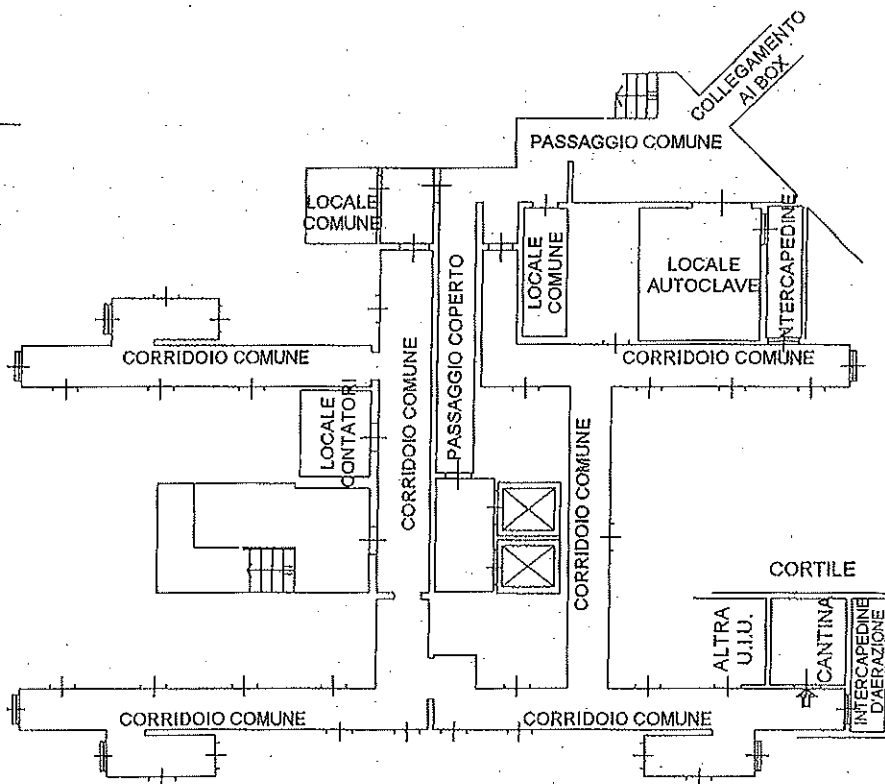 COLLEGAMENTO
AI BOX
PASSAGGIO COMUNE
LOCALE
COMUNE
LOCALE
COMUNE
LOCALE
AUTOCLAVE
INTERCAPEDINE
PASSAGGIO COPERTO
CORRIDOIO COMUNE
CORRIDOIO COMUNE
CORRIDOIO COMUNE
LOCALE
CONTATORI
CORRIDOIO COMUNE
CORTILE
ALTRA
U.I.U.
CANTINA
INTERCAPEDINE
D'AERAZIONE
CORRIDOIO COMUNE
CORRIDOIO COMUNE